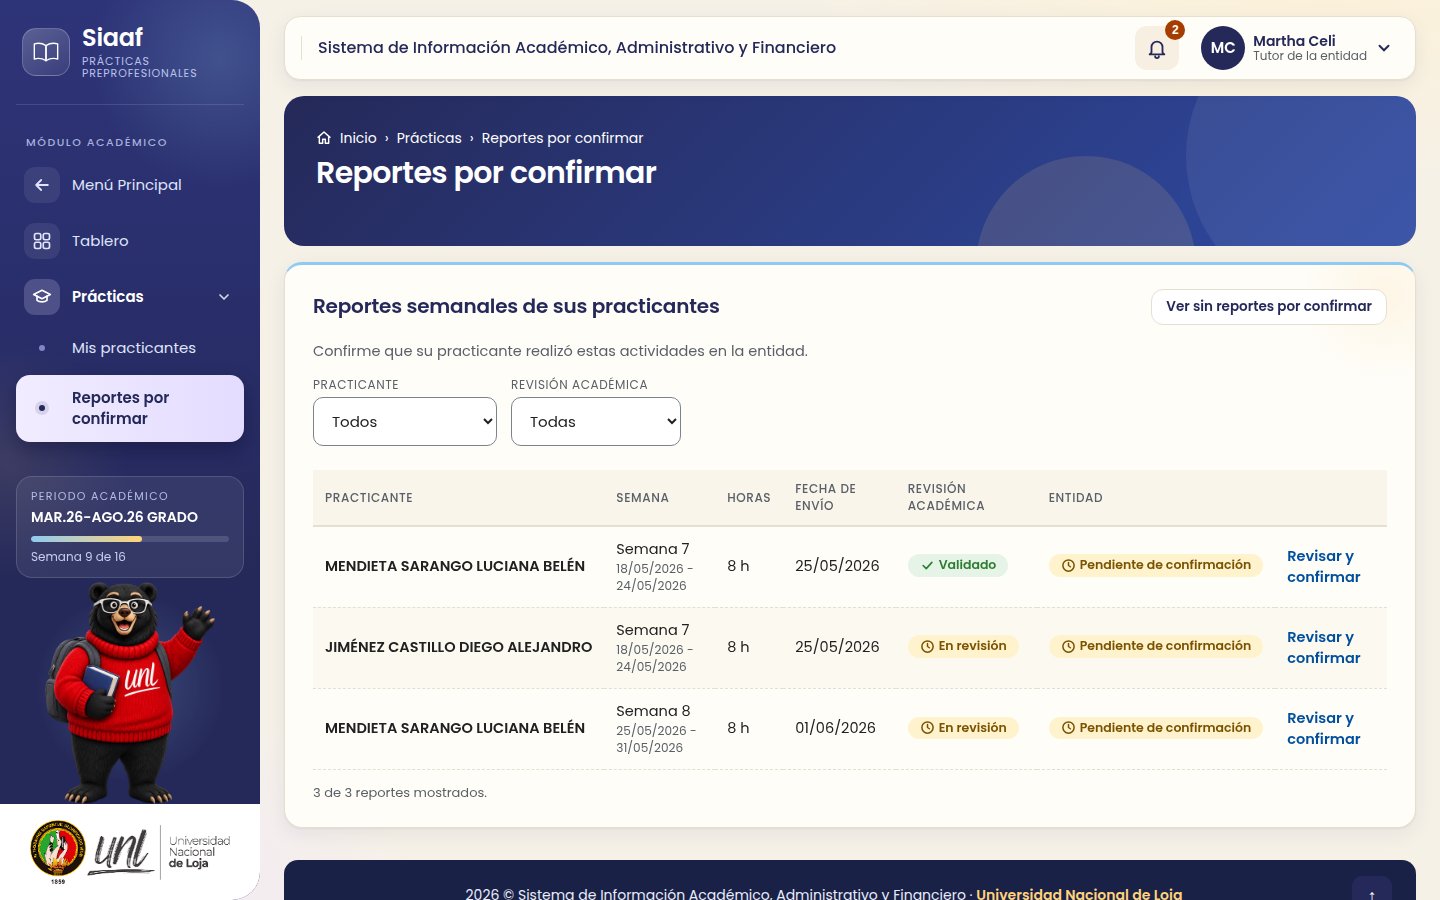 Siaaf
PRÁCTICAS
PREPROFESIONALES
MÓDULO ACADÉMICO
Menú Principal
Tablero
Prácticas
Mis practicantes
Reportes por
confirmar
PERIODO ACADÉMICO
MAR.26-AGO.26 GRADO
Semana 9 de 16
unl
1859
unl
Universidad
Nacional
de Loja
Sistema de Información Académico, Administrativo y Financiero
2
MC
Martha Celi
Tutor de la entidad
Inicio › Prácticas › Reportes por confirmar
Reportes por confirmar
Reportes semanales de sus practicantes
Ver sin reportes por confirmar
Confirme que su practicante realizó estas actividades en la entidad.
PRACTICANTE
REVISIÓN ACADÉMICA
Todos
Todas
PRACTICANTE
SEMANA
HORAS
FECHA DE
ENVÍO
REVISIÓN
ACADÉMICA
ENTIDAD
MENDIETA SARANGO LUCIANA BELÉN
Semana 7
18/05/2026 -
24/05/2026
8 h
25/05/2026
Validado
Pendiente de confirmación
Revisar y
confirmar
JIMÉNEZ CASTILLO DIEGO ALEJANDRO
Semana 7
18/05/2026 -
24/05/2026
8 h
25/05/2026
En revisión
Pendiente de confirmación
Revisar y
confirmar
MENDIETA SARANGO LUCIANA BELÉN
Semana 8
25/05/2026 -
31/05/2026
8 h
01/06/2026
En revisión
Pendiente de confirmación
Revisar y
confirmar
3 de 3 reportes mostrados.
2026 © Sistema de Información Académico, Administrativo y Financiero · Universidad Nacional de Loja
↑